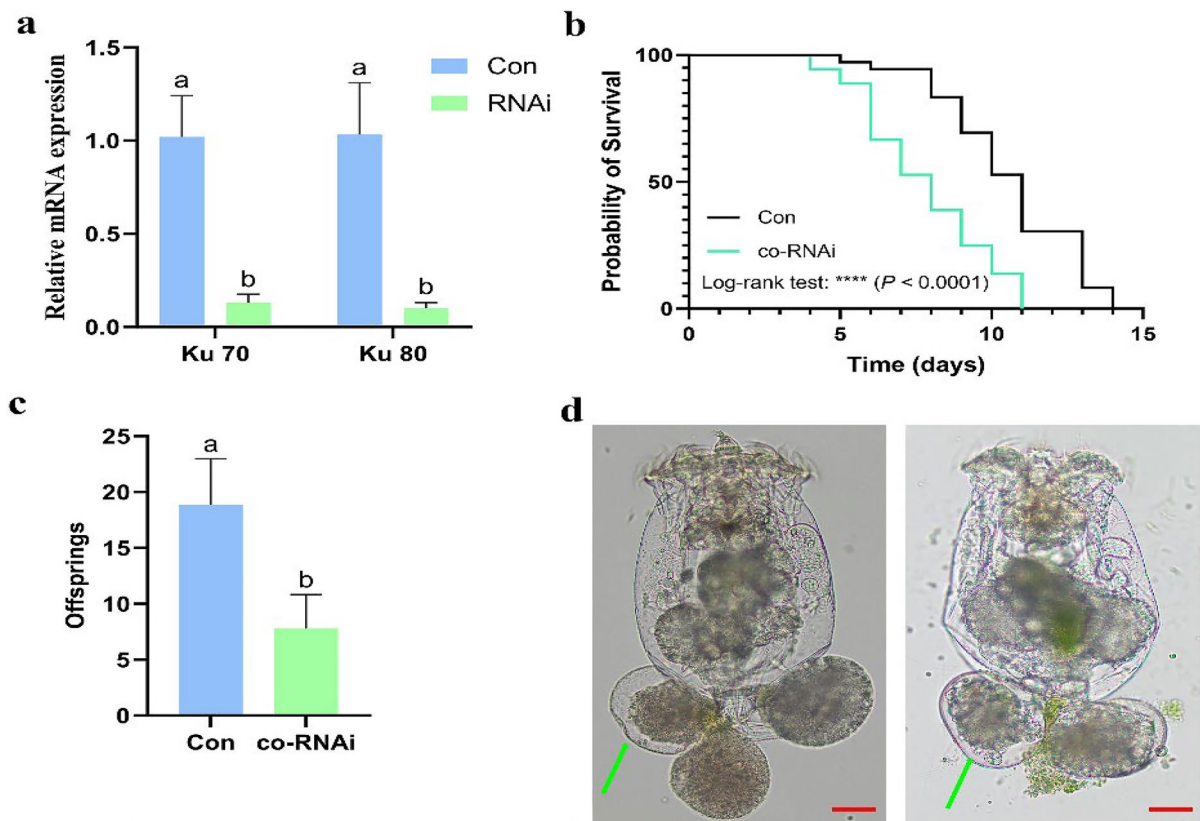 a
Relative mRNA expression
1.5
1.0
0.5
0.0
a
b
a
b
Ku 70
Ku 80
Con
RNAi
b
Probability of Survival
100
50
0
Con
co-RNAi
Log-rank test: **** (P < 0.0001)
0
5
10
15
Time (days)
c
Offsprings
25
20
15
10
5
0
a
b
Con
co-RNAi
d